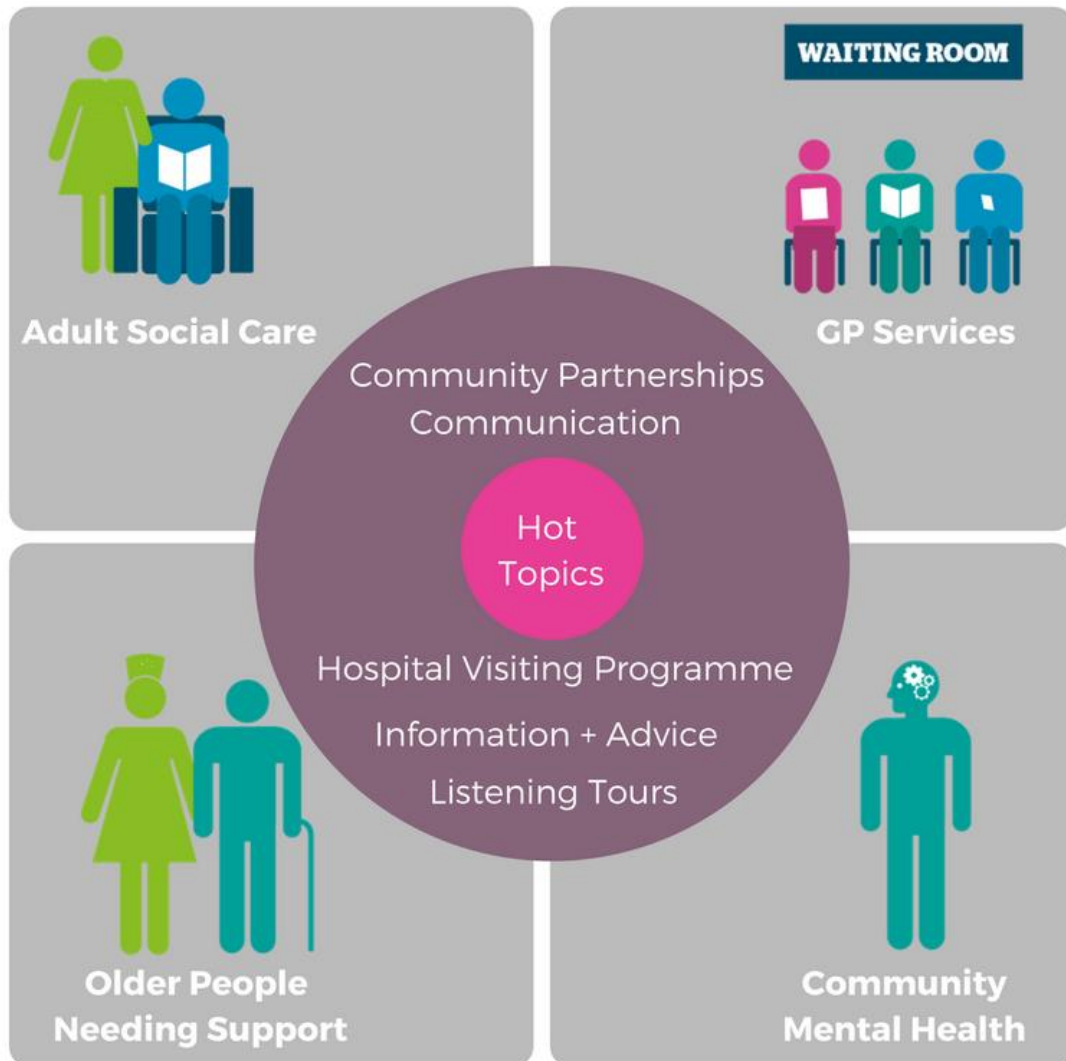 WAITING ROOM
Adult Social Care
GP Services
Community Partnerships
Communication
Hot
Topics
Hospital Visiting Programme
Information + Advice
Listening Tours
Older People
Needing Support
Community
Mental Health